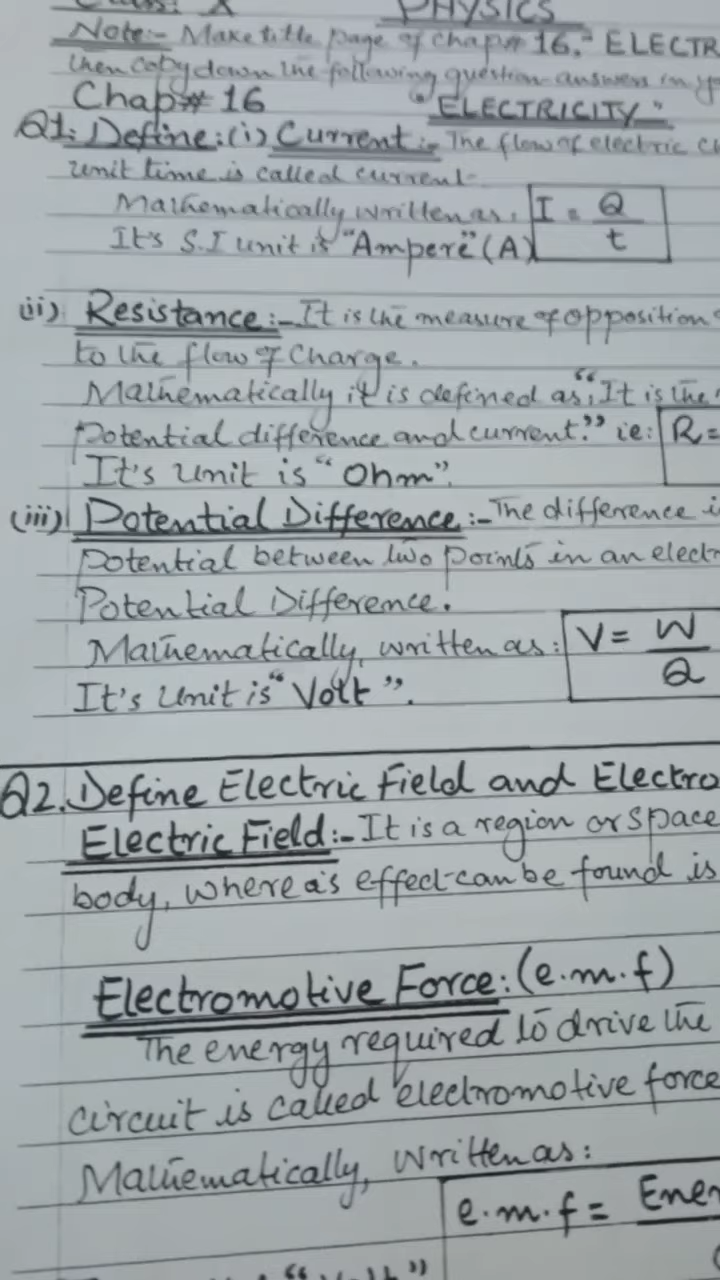 Class: X PHYSICS
Note:- Make title page of chap# 16." ELECTR
then copy down the following question answers in yo
Chap# 16 "ELECTRICITY"
Q1: Define:(i) Current:- The flow of electric c
unit time is called current.
Mathematically written as, I = Q/t
It's S.I unit is "Ampere" (A)
(ii) Resistance:- It is the measure of opposition
to the flow of charge.
Mathematically it is defined as; "It is the
Potential difference and current." ie: R=
It's unit is "Ohm".
(iii) Potential Difference:- The difference i
potential between two points in an elect
Potential Difference.
Mathematically, written as: V = W/Q
It's unit is "Volt".
Q2. Define Electric Field and Electro
Electric Field:- It is a region or space
body, where as effect can be found is
Electromotive Force: (e.m.f)
The energy required to drive the
circuit is called electromotive force
Mathematically, written as:
e.m.f = Ener
"Volt"